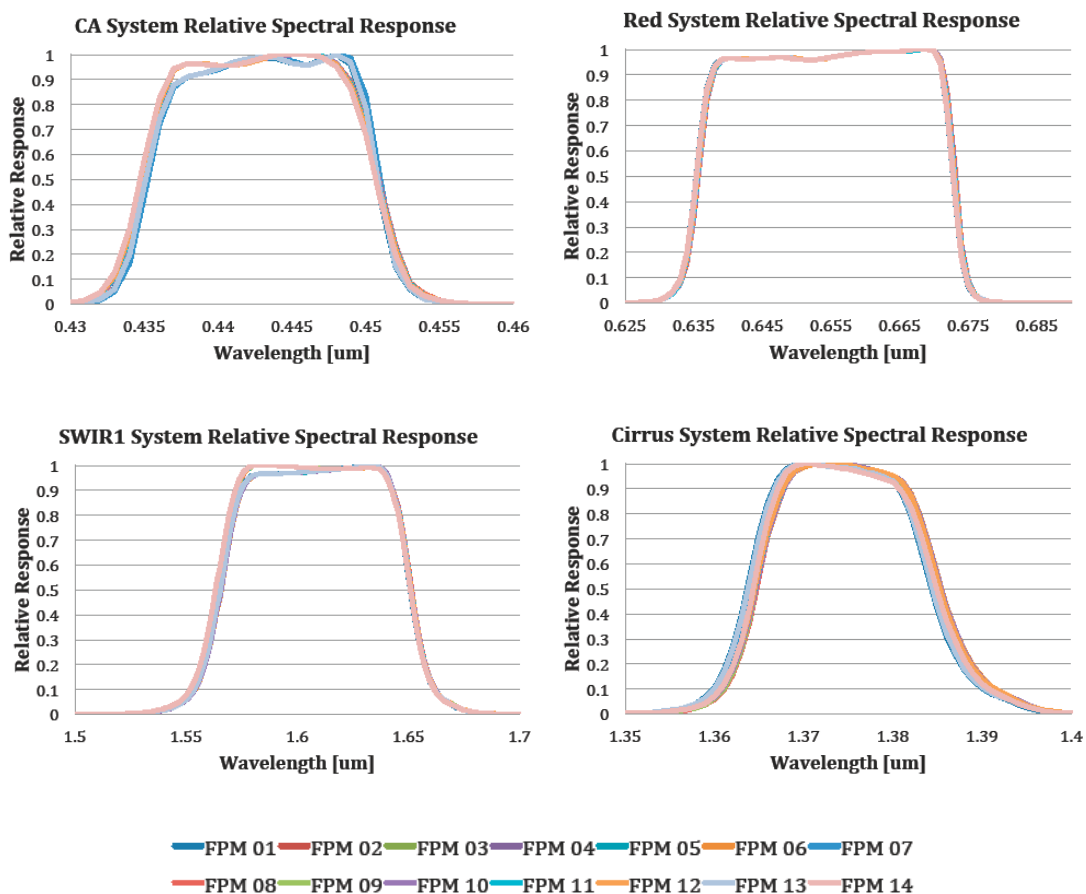 CA System Relative Spectral Response
Relative Response
1
0.9
0.8
0.7
0.6
0.5
0.4
0.3
0.2
0.1
0
0.43 0.435 0.44 0.445 0.45 0.455 0.46
Wavelength [um]
Red System Relative Spectral Response
Relative Response
1
0.9
0.8
0.7
0.6
0.5
0.4
0.3
0.2
0.1
0
0.625 0.635 0.645 0.655 0.665 0.675 0.685
Wavelength [um]
SWIR1 System Relative Spectral Response
Relative Response
1
0.9
0.8
0.7
0.6
0.5
0.4
0.3
0.2
0.1
0
1.5 1.55 1.6 1.65 1.7
Wavelength [um]
Cirrus System Relative Spectral Response
Relative Response
1
0.9
0.8
0.7
0.6
0.5
0.4
0.3
0.2
0.1
0
1.35 1.36 1.37 1.38 1.39 1.4
Wavelength [um]
FPM 01 FPM 02 FPM 03 FPM 04 FPM 05 FPM 06 FPM 07
FPM 08 FPM 09 FPM 10 FPM 11 FPM 12 FPM 13 FPM 14